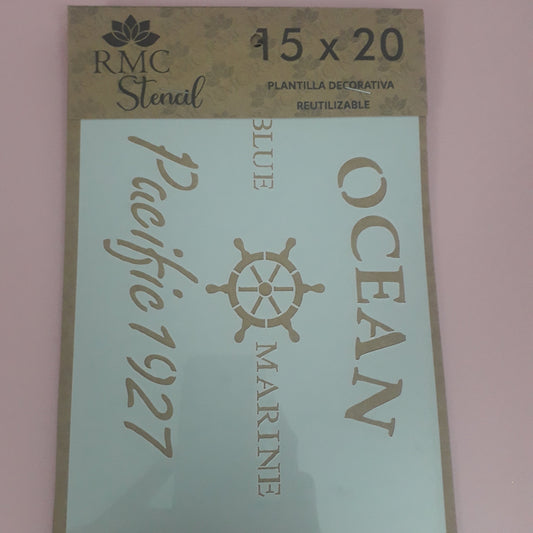 RMC
Stencil
15 x 20
PLANTILLA DECORATIVA
REUTILIZABLE
OCEAN
BLUE MARINE
Pacific 1927